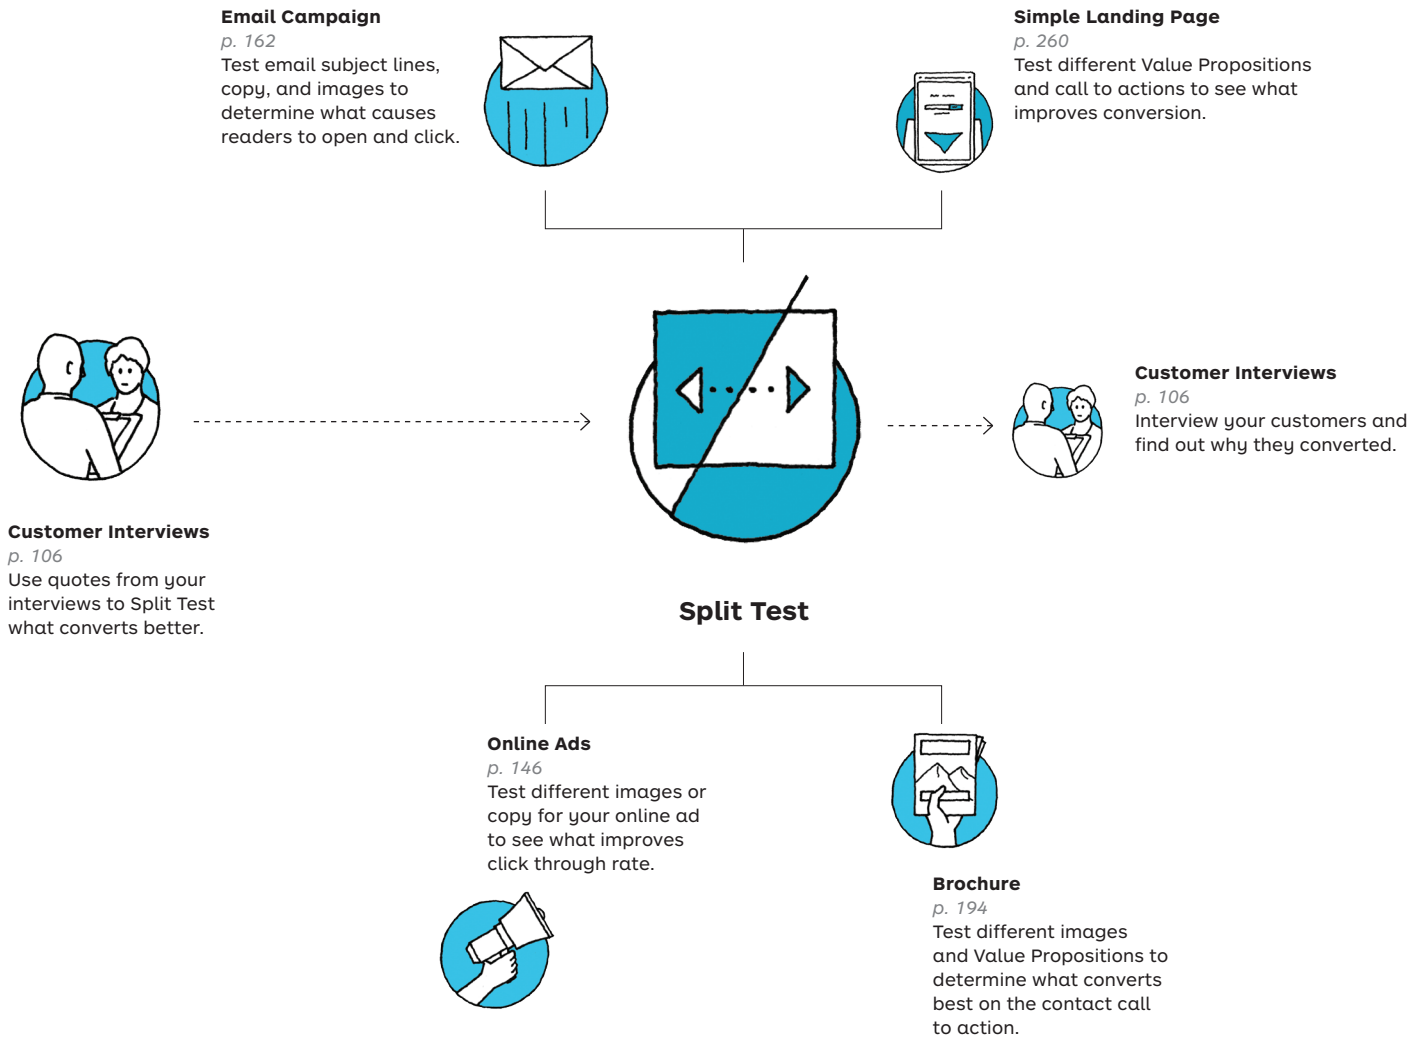 Email Campaign
p. 162
Test email subject lines,
copy, and images to
determine what causes
readers to open and click.
Simple Landing Page
p. 260
Test different Value Propositions
and call to actions to see what
improves conversion.
Customer Interviews
p. 106
Use quotes from your
interviews to Split Test
what converts better.
Customer Interviews
p. 106
Interview your customers and
find out why they converted.
Split Test
Online Ads
p. 146
Test different images or
copy for your online ad
to see what improves
click through rate.
Brochure
p. 194
Test different images
and Value Propositions to
determine what converts
best on the contact call
to action.